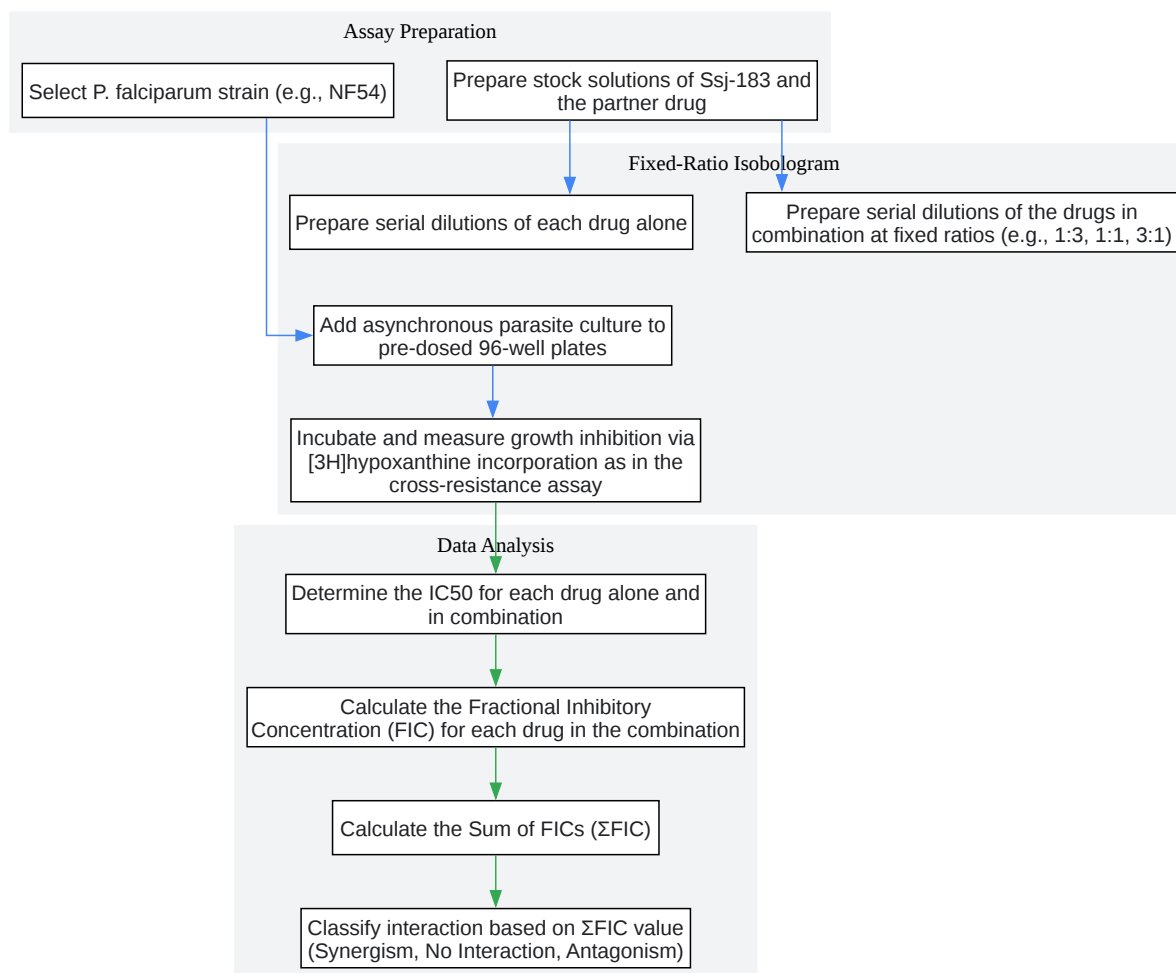 Assay Preparation
Select P. falciparum strain (e.g., NF54)
Prepare stock solutions of Ssj-183 and
the partner drug
Fixed-Ratio Isobologram
Prepare serial dilutions of each drug alone
Prepare serial dilutions of the drugs in
combination at fixed ratios (e.g., 1:3, 1:1, 3:1)
Add asynchronous parasite culture to
pre-dosed 96-well plates
Incubate and measure growth inhibition via
[3H]hypoxanthine incorporation as in the
cross-resistance assay
Data Analysis
Determine the IC50 for each drug alone and
in combination
Calculate the Fractional Inhibitory
Concentration (FIC) for each drug in the combination
Calculate the Sum of FICs (ΣFIC)
Classify interaction based on ΣFIC value
(Synergism, No Interaction, Antagonism)